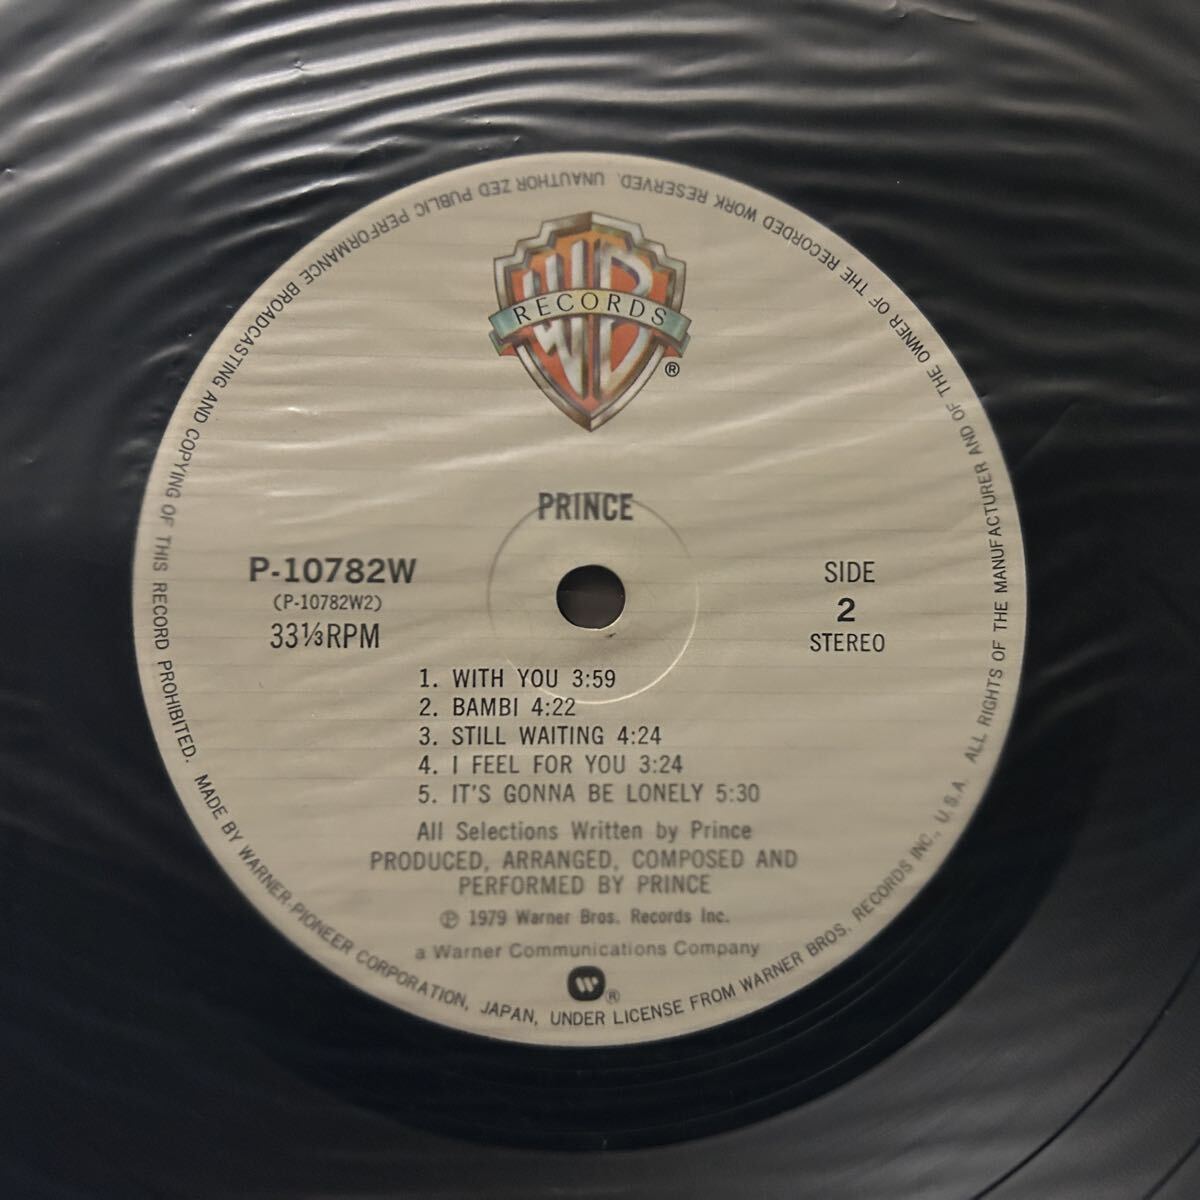 WB
RECORDS
®
PRINCE
P-10782W
(P-10782W2)
33⅓RPM
SIDE
2
STEREO
1. WITH YOU 3:59
2. BAMBI 4:22
3. STILL WAITING 4:24
4. I FEEL FOR YOU 3:24
5. IT'S GONNA BE LONELY 5:30
All Selections Written by Prince
PRODUCED, ARRANGED, COMPOSED AND
PERFORMED BY PRINCE
℗ 1979 Warner Bros. Records Inc.
a Warner Communications Company
®
MADE BY WARNER-PIONEER CORPORATION, JAPAN, UNDER LICENSE FROM WARNER BROS. RECORDS INC., U.S.A. ALL RIGHTS OF THE MANUFACTURER AND OF THE OWNER OF THE RECORDED WORK RESERVED. UNAUTHOR ZED PUBLIC PERFORMANCE BROADCASTING AND COPYING OF THIS RECORD PROHIBITED.